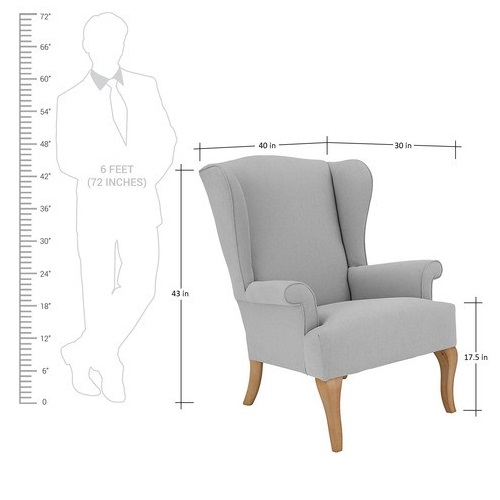 72"
66"
60"
54"
48"
42"
36"
30"
24"
18"
12"
6"
0
6 FEET
(72 INCHES)
40 in
30 in
43 in
17.5 in